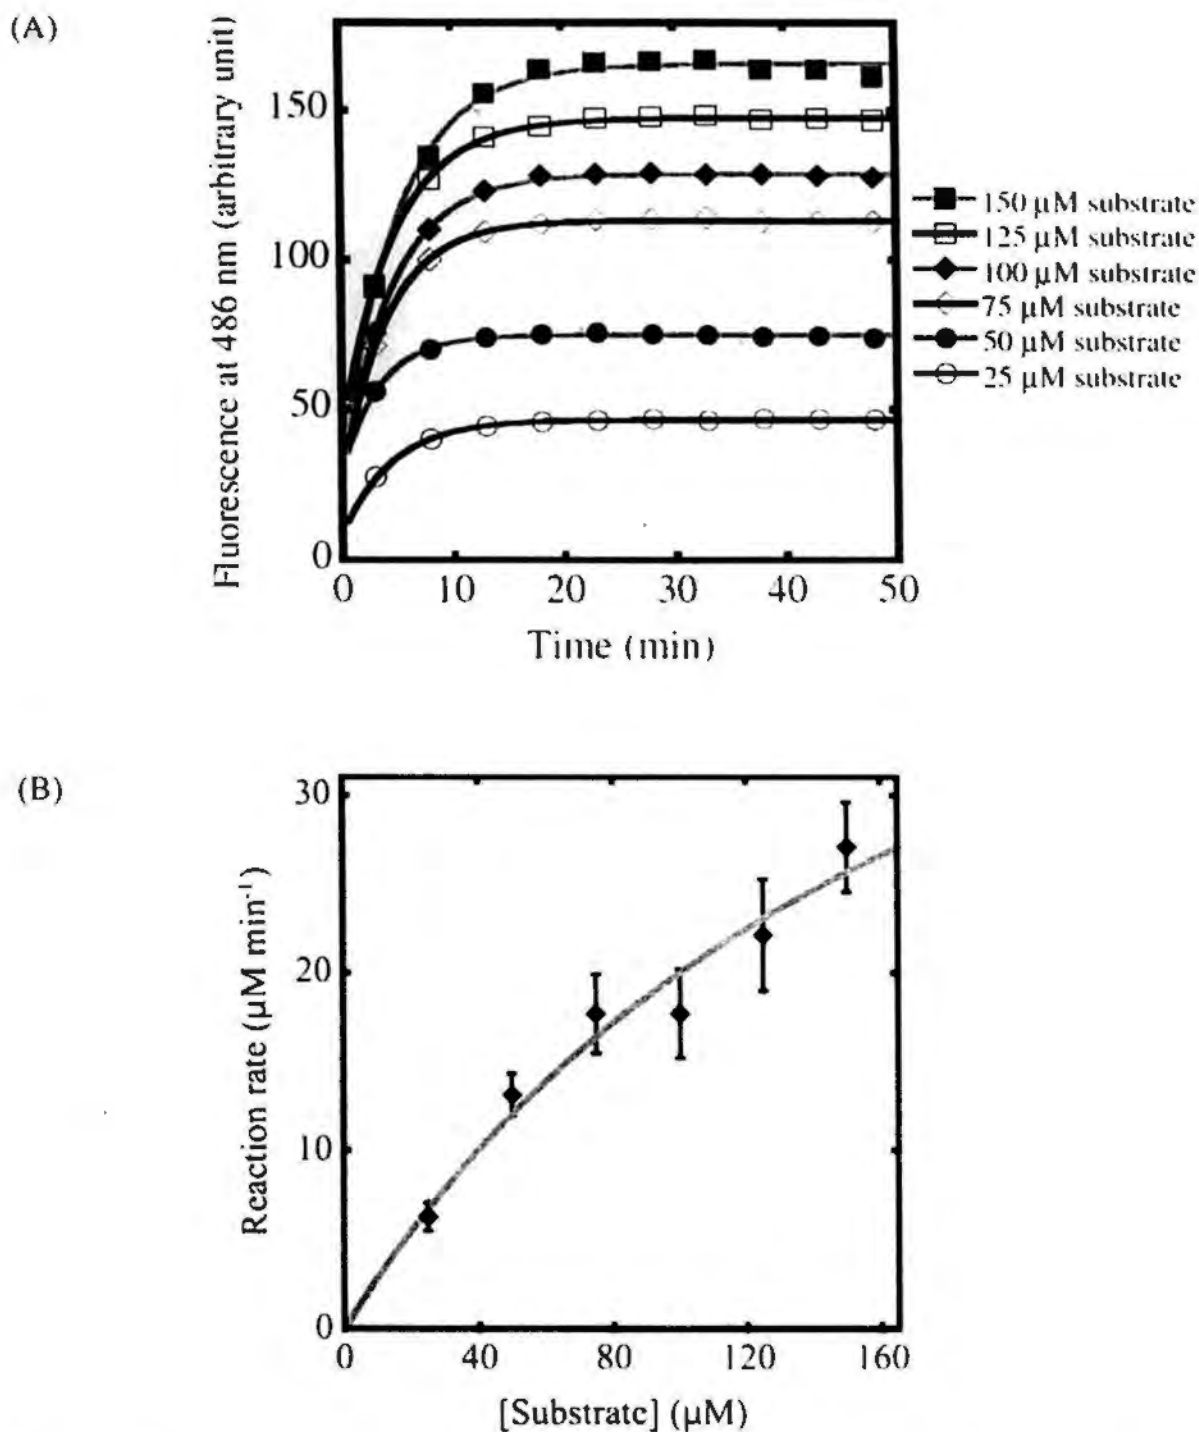 (A)
Fluorescence at 486 nm (arbitrary unit)
150
100
50
0
0 10 20 30 40 50
Time (min)
150 µM substrate
125 µM substrate
100 µM substrate
75 µM substrate
50 µM substrate
25 µM substrate
(B)
Reaction rate (µM min⁻¹)
30
20
10
0
0 40 80 120 160
[Substrate] (µM)